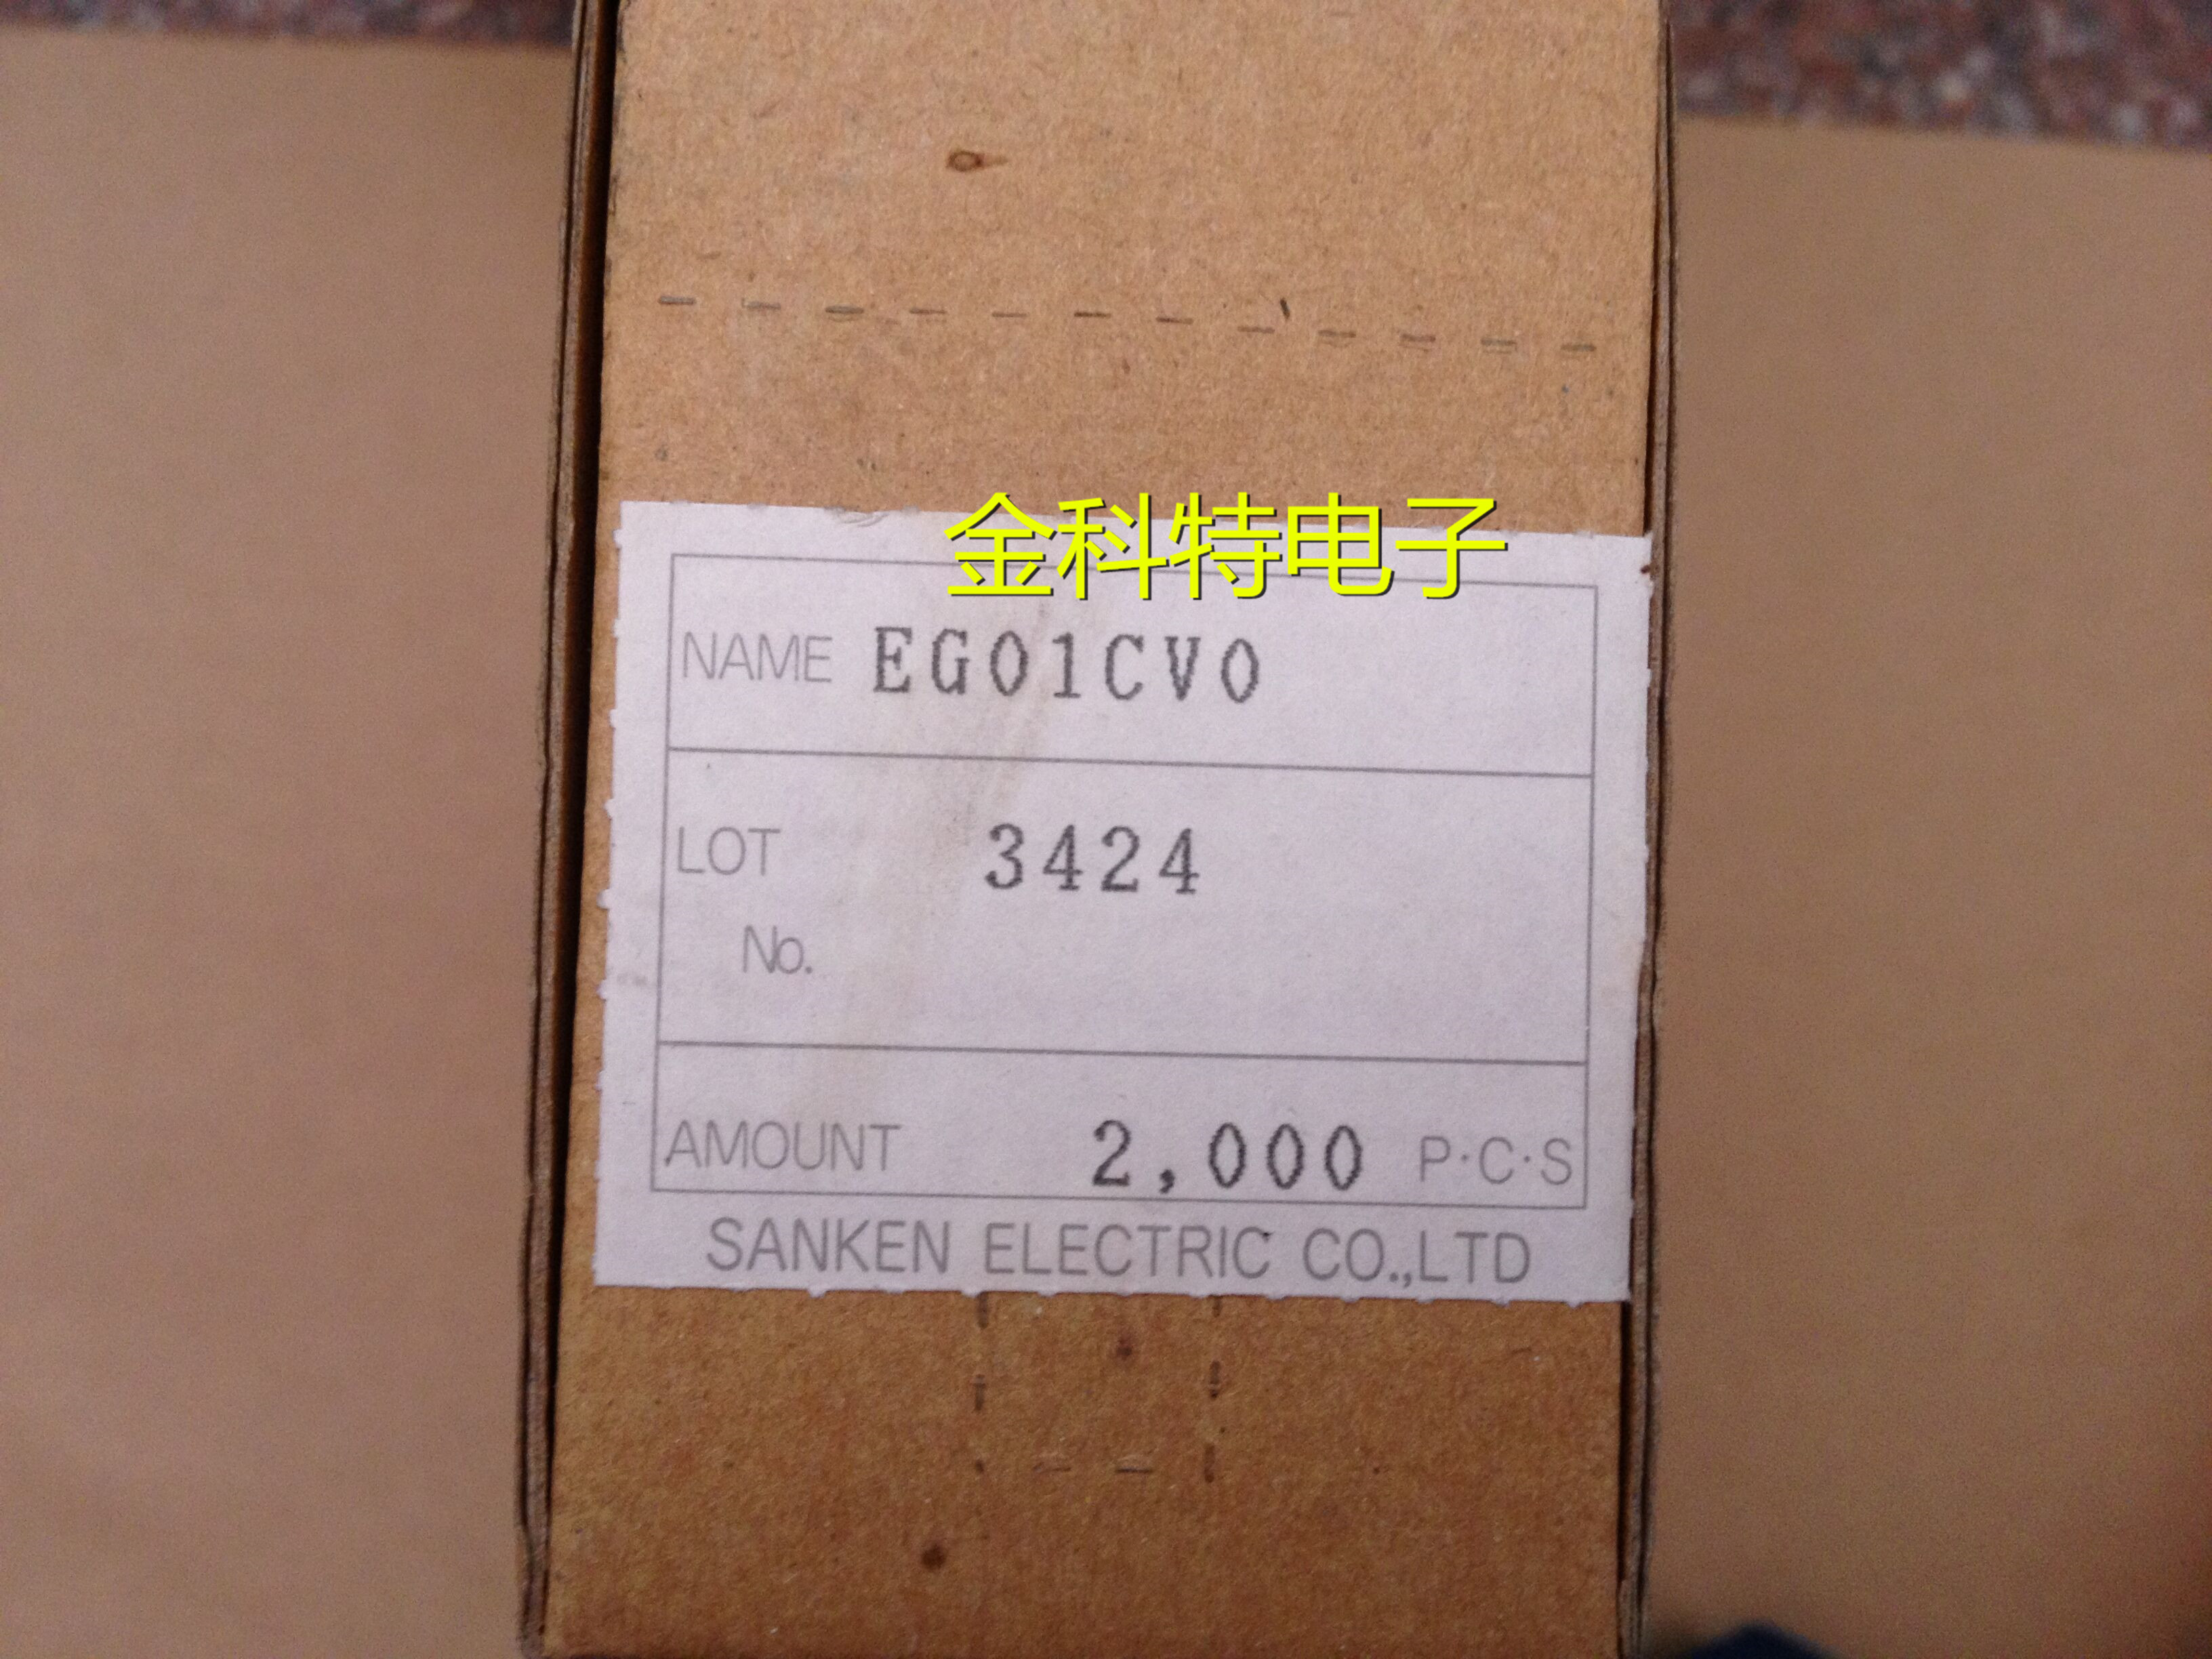 金科特电子
NAME EG01CV0
LOT 3424
No.
AMOUNT 2,000 P·C·S
SANKEN ELECTRIC CO.,LTD